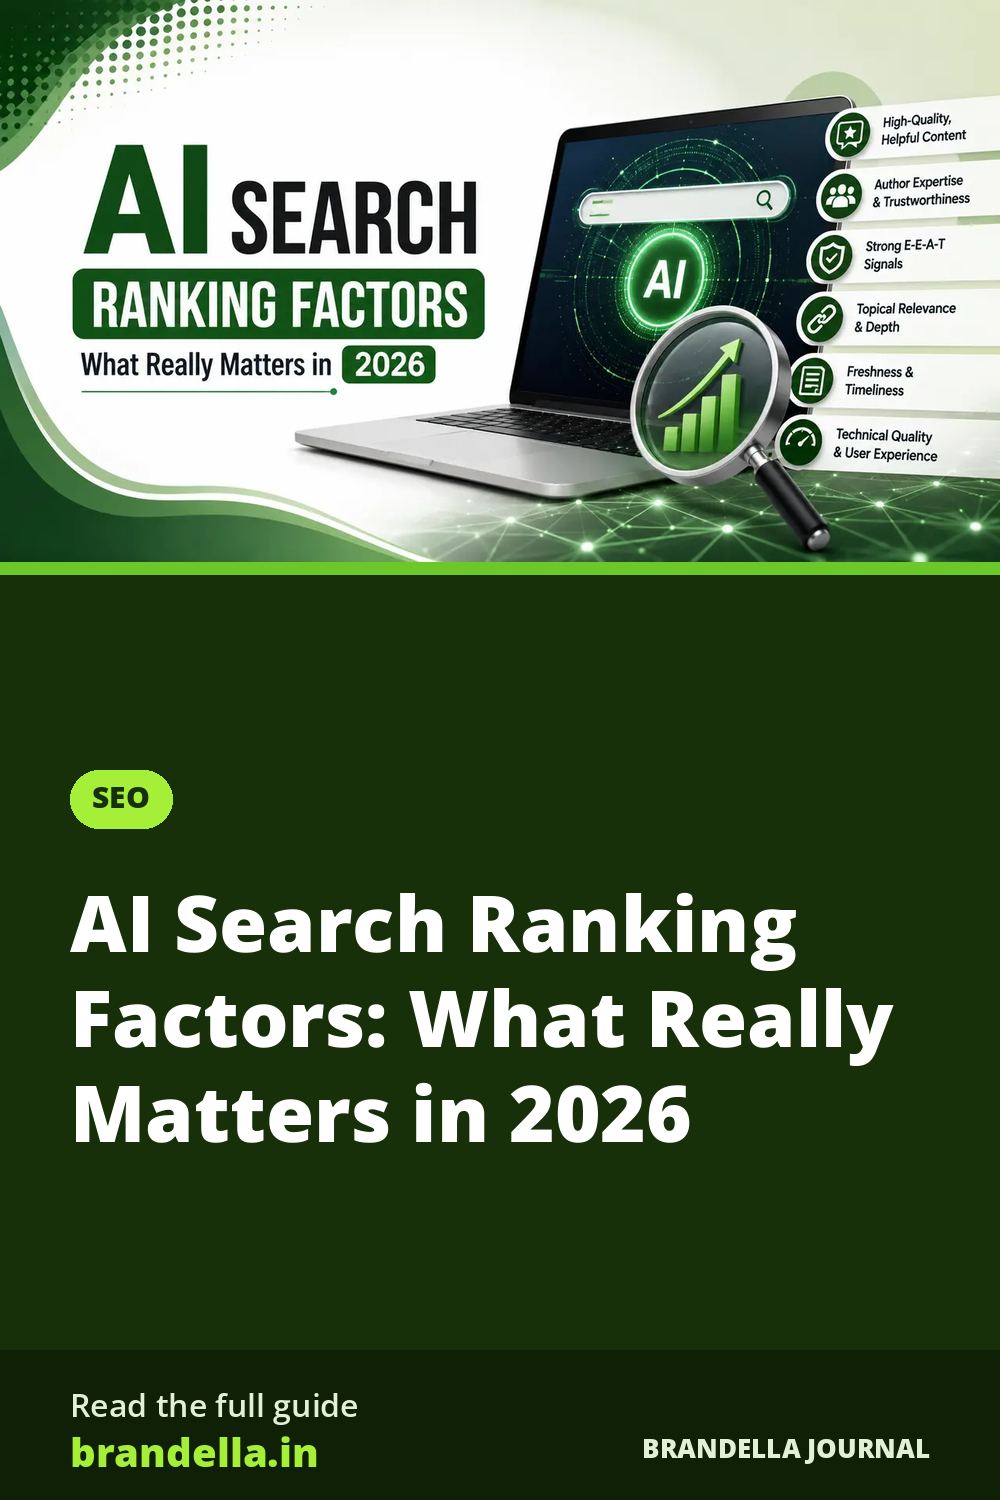 AI SEARCH
RANKING FACTORS
What Really Matters in 2026
AI
High-Quality,
Helpful Content
Author Expertise
& Trustworthiness
Strong E-E-A-T
Signals
Topical Relevance
& Depth
Freshness &
Timeliness
Technical Quality
& User Experience
SEO
AI Search Ranking
Factors: What Really
Matters in 2026
Read the full guide
brandella.in
BRANDELLA JOURNAL